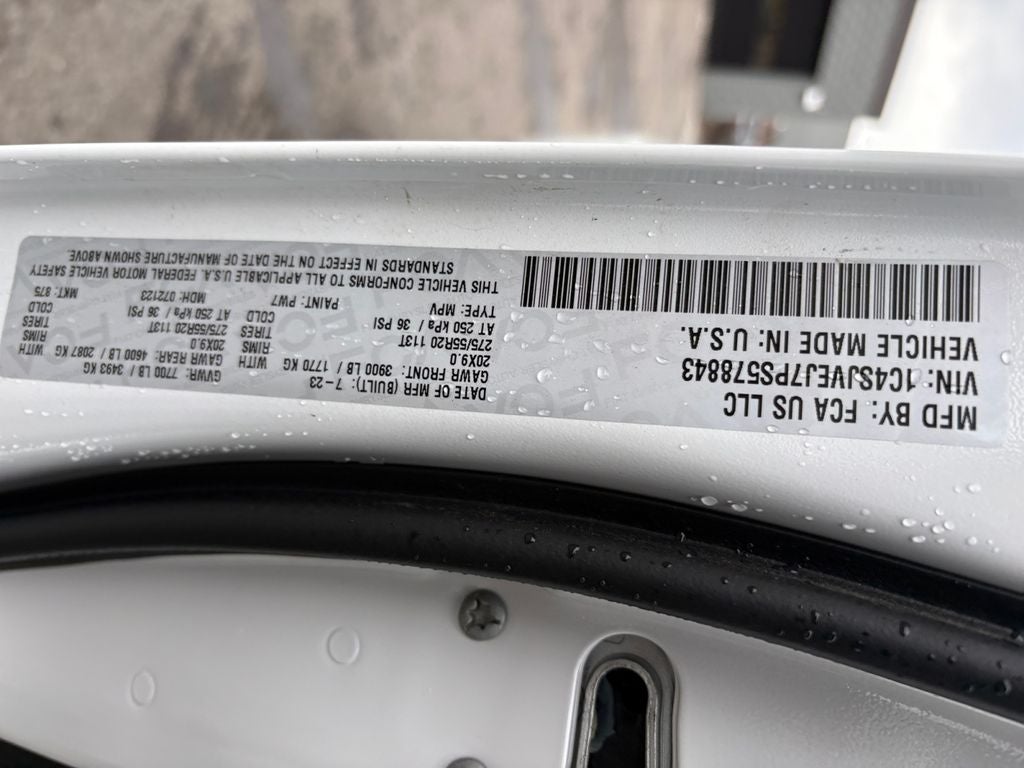 MFD BY: FCA US LLC
VIN: 1C4SJVEJ7PS578843
VEHICLE MADE IN: U.S.A.
DATE OF MFR (BUILT): 7-23
GVWR: 7700 LB / 3493 KG
GAWR FRONT: 3900 LB / 1770 KG
WITH
GAWR REAR: 4600 LB / 2087 KG
WITH
20X9.0
RIMS
20X9.0
RIMS
275/55R20 113T
TIRES
275/55R20 113T
TIRES
AT 250 kPa / 36 PSI
COLD
AT 250 kPa / 36 PSI
COLD
TYPE: MPV
PAINT: PW7
MDH: 072123
MKT: 875
THIS VEHICLE CONFORMS TO ALL APPLICABLE U.S.A. FEDERAL MOTOR VEHICLE SAFETY
STANDARDS IN EFFECT ON THE DATE OF MANUFACTURE SHOWN ABOVE.